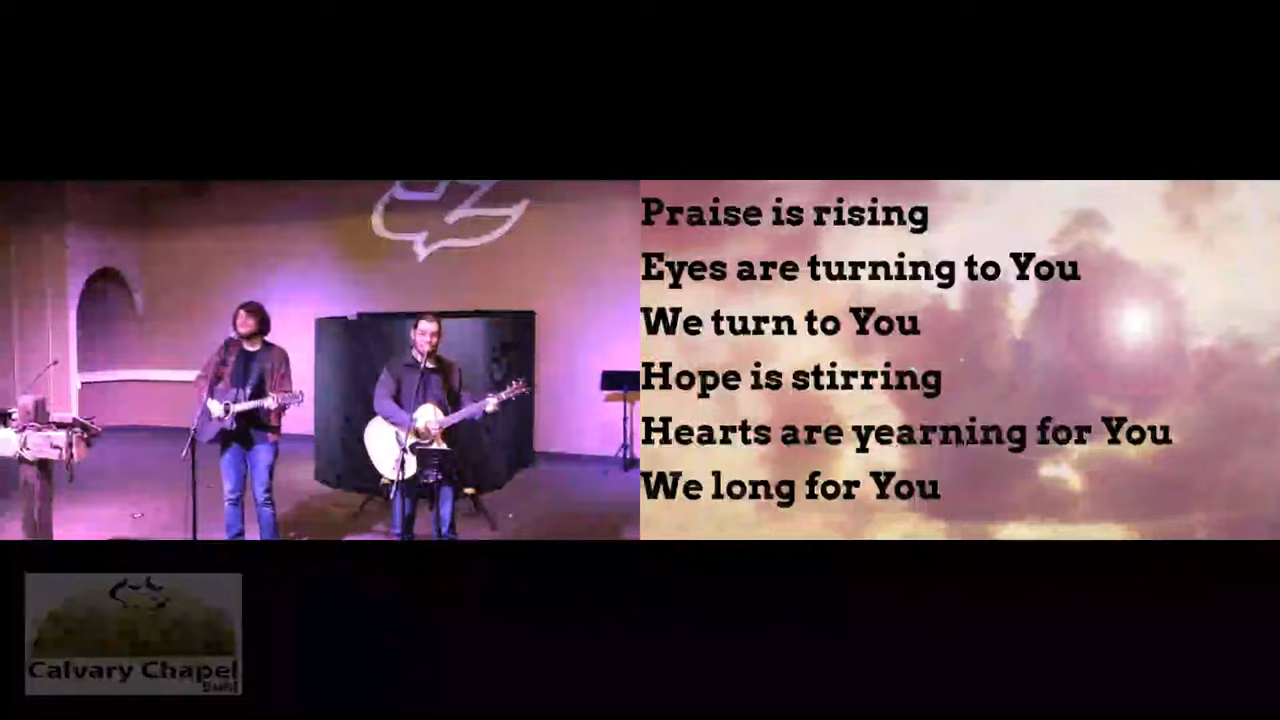 Praise is rising
Eyes are turning to You
We turn to You
Hope is stirring
Hearts are yearning for You
We long for You
Calvary Chapel
Buhl